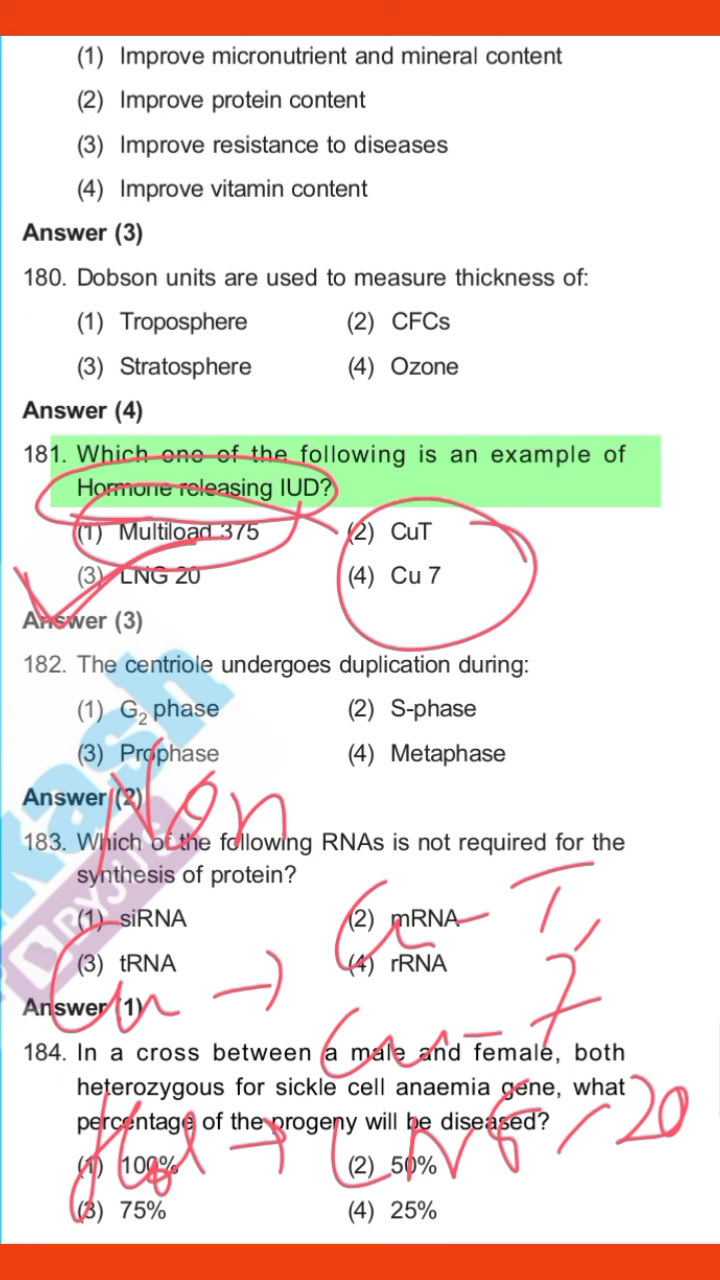 (1) Improve micronutrient and mineral content
(2) Improve protein content
(3) Improve resistance to diseases
(4) Improve vitamin content
Answer (3)
180. Dobson units are used to measure thickness of:
(1) Troposphere (2) CFCs
(3) Stratosphere (4) Ozone
Answer (4)
181. Which one of the following is an example of
Hormone releasing IUD?
(1) Multiload 375 (2) CuT
(3) LNG 20 (4) Cu 7
Answer (3)
182. The centriole undergoes duplication during:
(1) G₂ phase (2) S-phase
(3) Prophase (4) Metaphase
Answer (2)
Non
183. Which of the following RNAs is not required for the
synthesis of protein?
(1) siRNA (2) mRNA
(3) tRNA (4) rRNA
Cu → Cu - T,
Answer (1)
Cu - 7
184. In a cross between a male and female, both
heterozygous for sickle cell anaemia gene, what
percentage of the progeny will be diseased?
→ LNG - 20
(1) 100% (2) 50%
(3) 75% (4) 25%